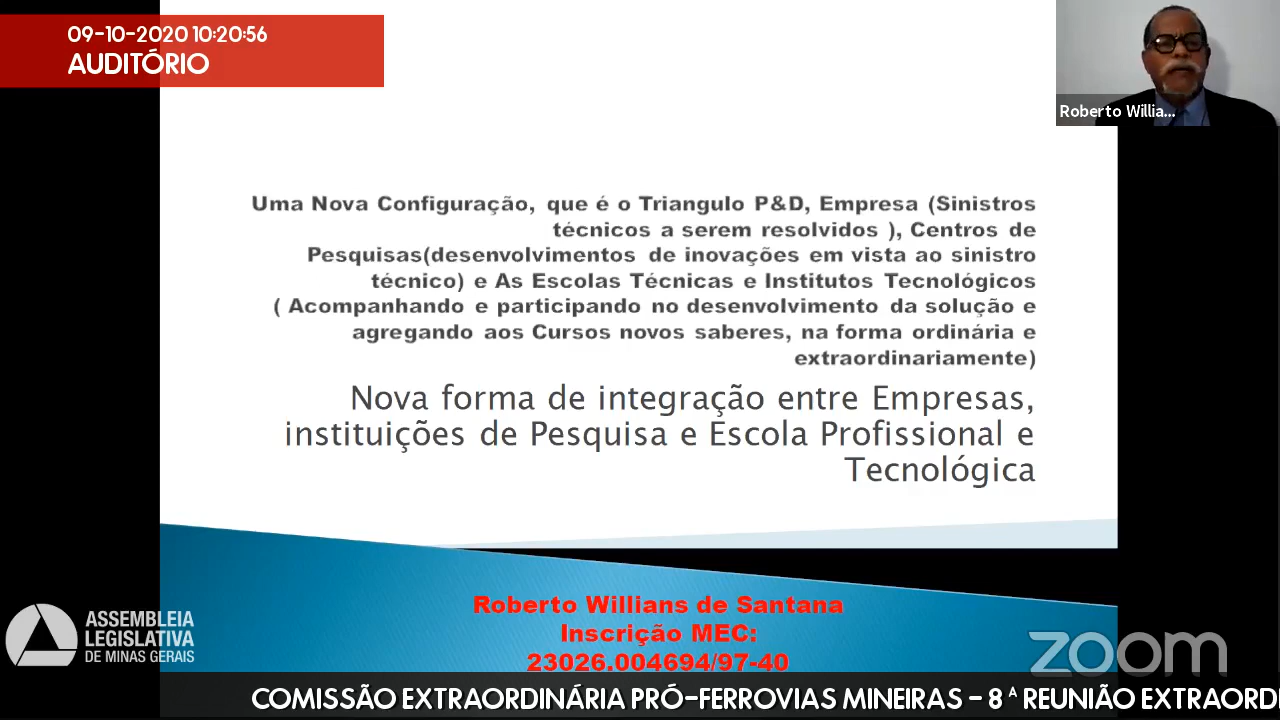 09-10-2020 10:20:56
AUDITÓRIO
Roberto Willia...
Uma Nova Configuração, que é o Triangulo P&D, Empresa (Sinistros
técnicos a serem resolvidos ), Centros de
Pesquisas(desenvolvimentos de inovações em vista ao sinistro
técnico) e As Escolas Técnicas e Institutos Tecnológicos
( Acompanhando e participando no desenvolvimento da solução e
agregando aos Cursos novos saberes, na forma ordinária e
extraordinariamente)
Nova forma de integração entre Empresas,
instituições de Pesquisa e Escola Profissional e
Tecnológica
Roberto Willians de Santana
Inscrição MEC:
23026.004694/97-40
ASSEMBLEIA
LEGISLATIVA
DE MINAS GERAIS
zoom
COMISSÃO EXTRAORDINÁRIA PRÓ-FERROVIAS MINEIRAS - 8ª REUNIÃO EXTRAORD